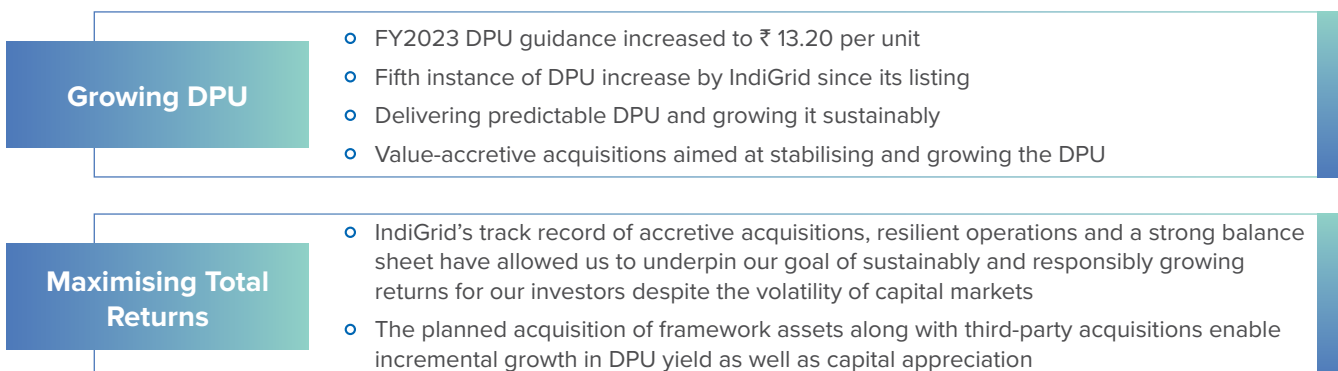 Growing DPU
FY2023 DPU guidance increased to ₹ 13.20 per unit
Fifth instance of DPU increase by IndiGrid since its listing
Delivering predictable DPU and growing it sustainably
Value-accretive acquisitions aimed at stabilising and growing the DPU
Maximising Total
Returns
IndiGrid's track record of accretive acquisitions, resilient operations and a strong balance
sheet have allowed us to underpin our goal of sustainably and responsibly growing
returns for our investors despite the volatility of capital markets
The planned acquisition of framework assets along with third-party acquisitions enable
incremental growth in DPU yield as well as capital appreciation